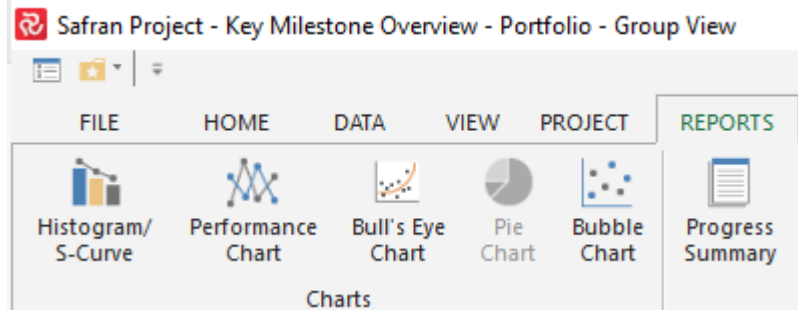 Safran Project - Key Milestone Overview - Portfolio - Group View
FILE HOME DATA VIEW PROJECT REPORTS
Histogram/ Performance Bull's Eye Pie Bubble Progress
S-Curve Chart Chart Chart Chart Summary
Charts